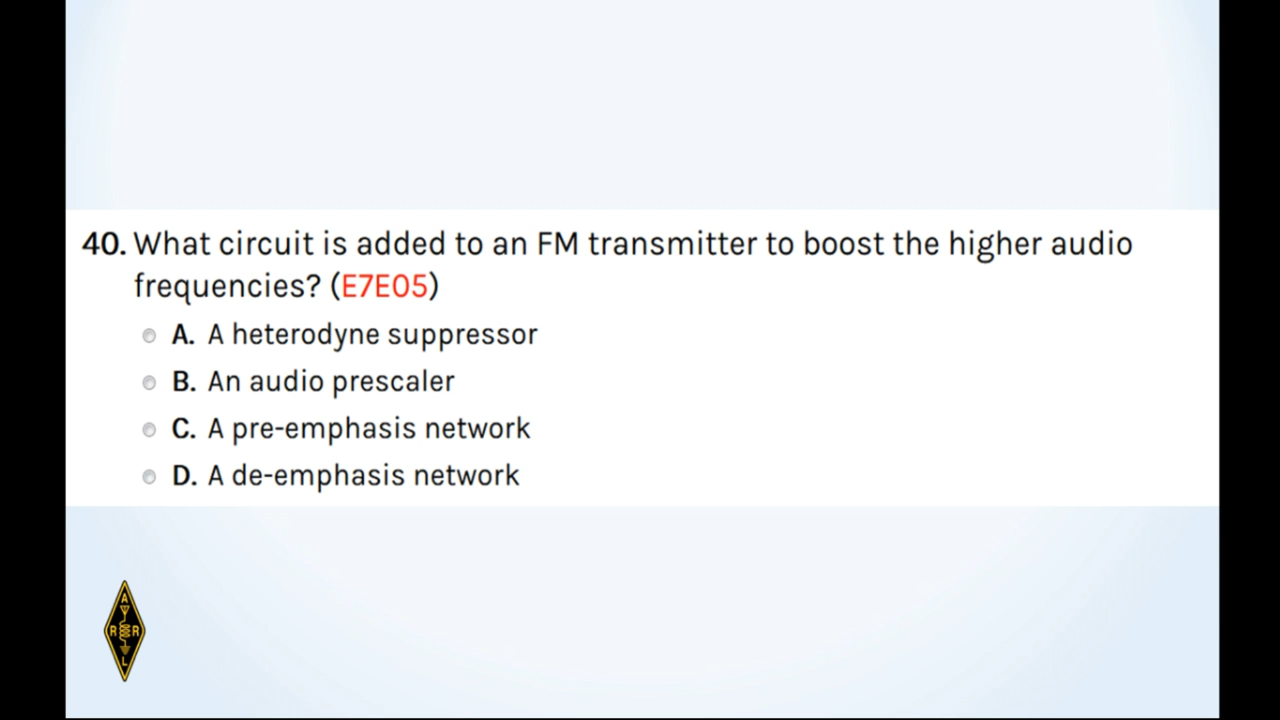 40. What circuit is added to an FM transmitter to boost the higher audio
frequencies? (E7E05)
A. A heterodyne suppressor
B. An audio prescaler
C. A pre-emphasis network
D. A de-emphasis network
A
R R
L